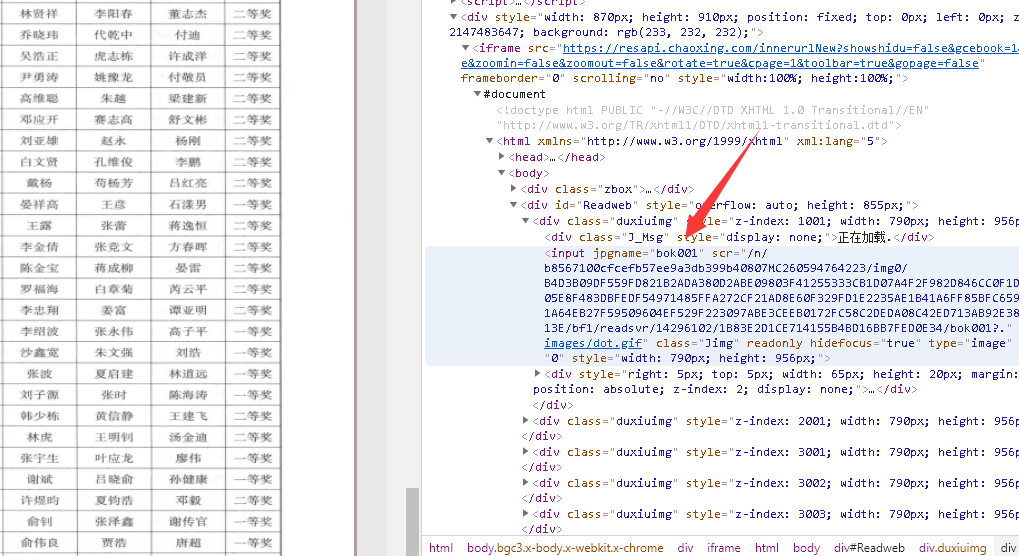 林贤祥 李阳春 董志杰 二等奖
乔晓玮 代乾中 付迪 二等奖
吴浩正 虎志栋 许成洋 二等奖
尹勇涛 姚豫龙 付敬员 二等奖
高维聪 朱越 梁建新 二等奖
邓应开 赛志高 舒文彬 二等奖
刘亚雄 赵永 杨刚 二等奖
白文贤 孔维俊 李鹏 二等奖
戴杨 荀杨芳 吕红亮 二等奖
晏祥高 王彦 石漾男 一等奖
王露 张蕾 蒋逸恒 二等奖
李金倩 张竞文 方春晖 二等奖
陈金宝 蒋成柳 晏雷 二等奖
罗福海 白章菊 芮云平 二等奖
李忠翔 姜富 谭亚明 二等奖
李绍波 张永伟 高子平 一等奖
沙鑫宽 朱文强 刘浩 一等奖
张波 夏启建 林道远 一等奖
刘子源 张时 陈海涛 一等奖
韩少栋 黄信静 王建飞 二等奖
林虎 王明钊 汤金迪 二等奖
张宇生 叶应龙 廖伟 一等奖
谢斌 吕晓俞 孙健康 一等奖
许煜昀 夏钧浩 邓毅 二等奖
俞钊 张泽鑫 谢传官 一等奖
俞伟良 贾浩 唐超 一等奖
<script>…</script>
<div style="width: 870px; height: 910px; position: fixed; top: 0px; left: 0px; z
2147483647; background: rgb(233, 232, 232);">
<iframe src="https://resapi.chaoxing.com/innerurlNew?showshidu=false&gcebook=1&
e&zoomin=false&zoomout=false&rotate=true&cpage=1&toolbar=true&gopage=false"
frameborder="0" scrolling="no" style="width:100%; height:100%;">
#document
<!doctype html PUBLIC "-//W3C//DTD XHTML 1.0 Transitional//EN"
"http://www.w3.org/TR/xhtml1/DTD/xhtml1-transitional.dtd">
<html xmlns="http://www.w3.org/1999/xhtml" xml:lang="5">
<head>…</head>
<body>
<div class="zbox">…</div>
<div id="Readweb" style="overflow: auto; height: 855px;">
<div class="duxiuimg" style="z-index: 1001; width: 790px; height: 956p
<div class="J_Msg" style="display: none;">正在加载.</div>
<input jpgname="bok001" scr="/n/
b8567100cfcefb57ee9a3db399b40807MC260594764223/img0/
B4D3B09DF559FD821B2ADA380D2ABE09803F41255333CB1D07A4F2F982D846CC0F1D
05E8F483DBFEDF54971485FFA272CF21AD8E60F329FD1E2235AE1B41A6FF85BFC659
1A64EB27F59509604EF529F223097ABE3CEEB0172FC58C2DEDA08C42ED713AB92E38
13E/bf1/readsvr/14296102/1B83E2D1CE714155B4BD16BB7FED0E34/bok001?."
images/dot.gif" class="Jimg" readonly hidefocus="true" type="image"
"0" style="width: 790px; height: 956px;">
<div style="right: 5px; top: 5px; width: 65px; height: 20px; margin:
position: absolute; z-index: 2; display: none;">…</div>
</div>
<div class="duxiuimg" style="z-index: 2001; width: 790px; height: 956p
</div>
<div class="duxiuimg" style="z-index: 3001; width: 790px; height: 956p
</div>
<div class="duxiuimg" style="z-index: 3002; width: 790px; height: 956p
</div>
<div class="duxiuimg" style="z-index: 3003; width: 790px; height: 956p
</div>
html body.bgc3.x-body.x-webkit.x-chrome div iframe html body div#Readweb div.duxiuimg div